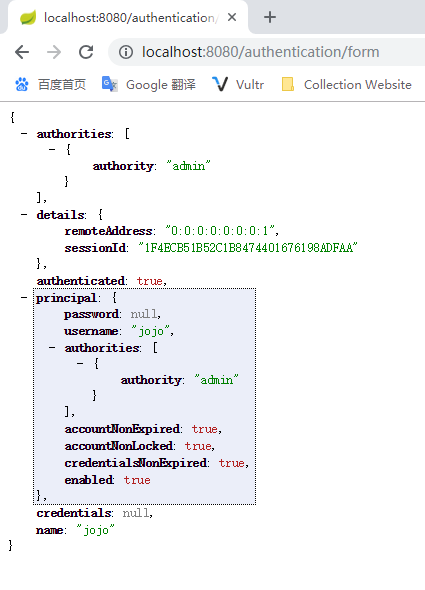 localhost:8080/authentication/
localhost:8080/authentication/form
百度首页 Google 翻译 Vultr Collection Website
{
− authorities: [
− {
authority: "admin"
}
],
− details: {
remoteAddress: "0:0:0:0:0:0:0:1",
sessionId: "1F4ECB51B52C1B8474401676198ADFAA"
},
authenticated: true,
− principal: {
password: null,
username: "jojo",
− authorities: [
− {
authority: "admin"
}
],
accountNonExpired: true,
accountNonLocked: true,
credentialsNonExpired: true,
enabled: true
},
credentials: null,
name: "jojo"
}